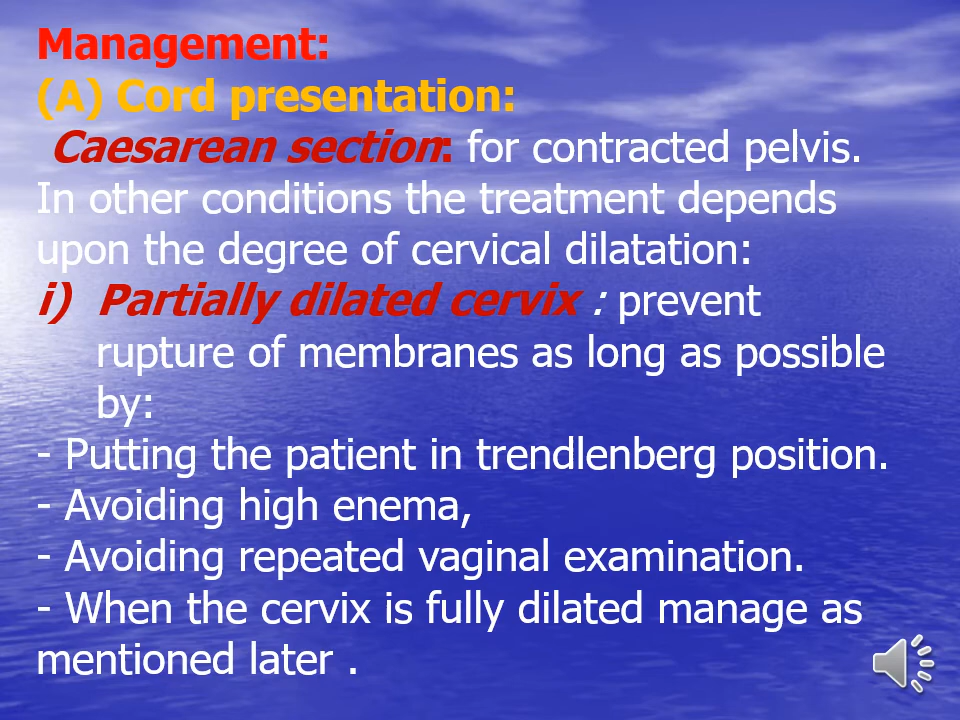 Management:
(A) Cord presentation:
Caesarean section: for contracted pelvis.
In other conditions the treatment depends
upon the degree of cervical dilatation:
i) Partially dilated cervix : prevent
rupture of membranes as long as possible
by:
- Putting the patient in trendlenberg position.
- Avoiding high enema,
- Avoiding repeated vaginal examination.
- When the cervix is fully dilated manage as
mentioned later .